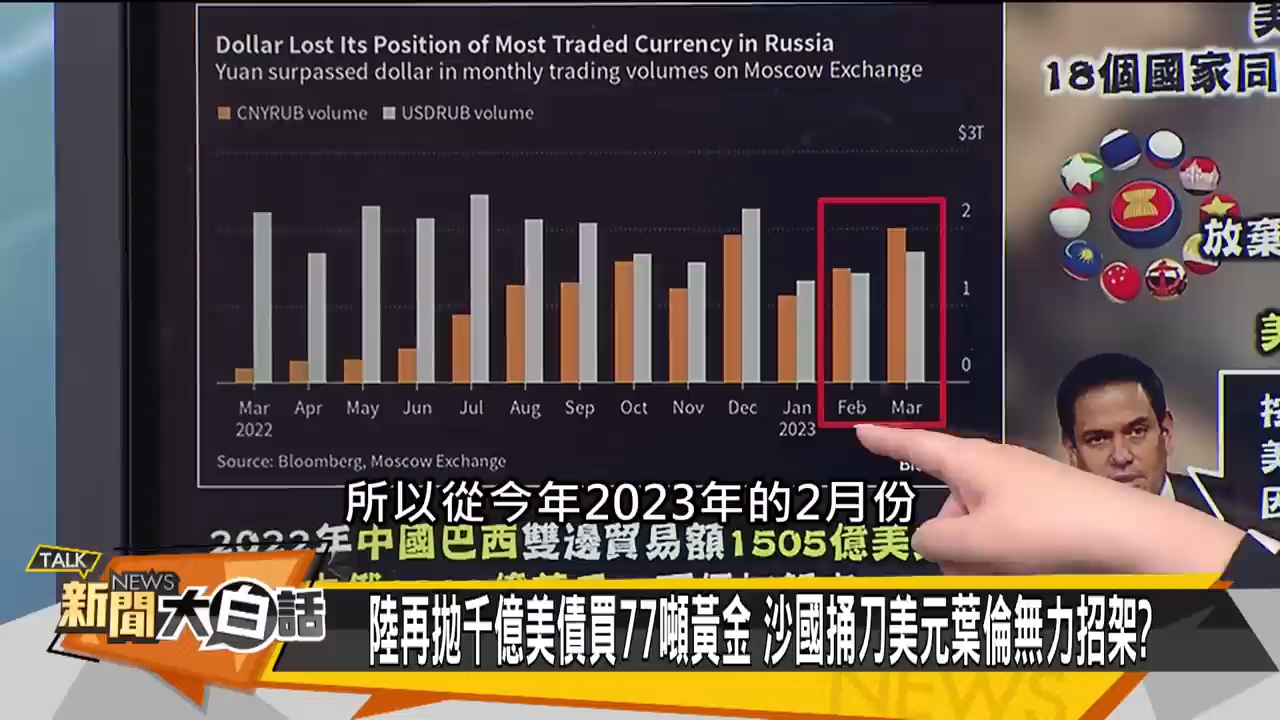 Dollar Lost Its Position of Most Traded Currency in Russia
Yuan surpassed dollar in monthly trading volumes on Moscow Exchange
CNYRUB volume USDRUB volume
$3T
2
1
0
Mar Apr May Jun Jul Aug Sep Oct Nov Dec Jan Feb Mar
2022 2023
Source: Bloomberg, Moscow Exchange
18個國家同
放棄
所以從今年2023年的2月份
2022年中國巴西雙邊貿易額1505億美
TALK
NEWS
新聞大白話
陸再拋千億美債買77噸黃金 沙國捅刀美元葉倫無力招架?
NEWS